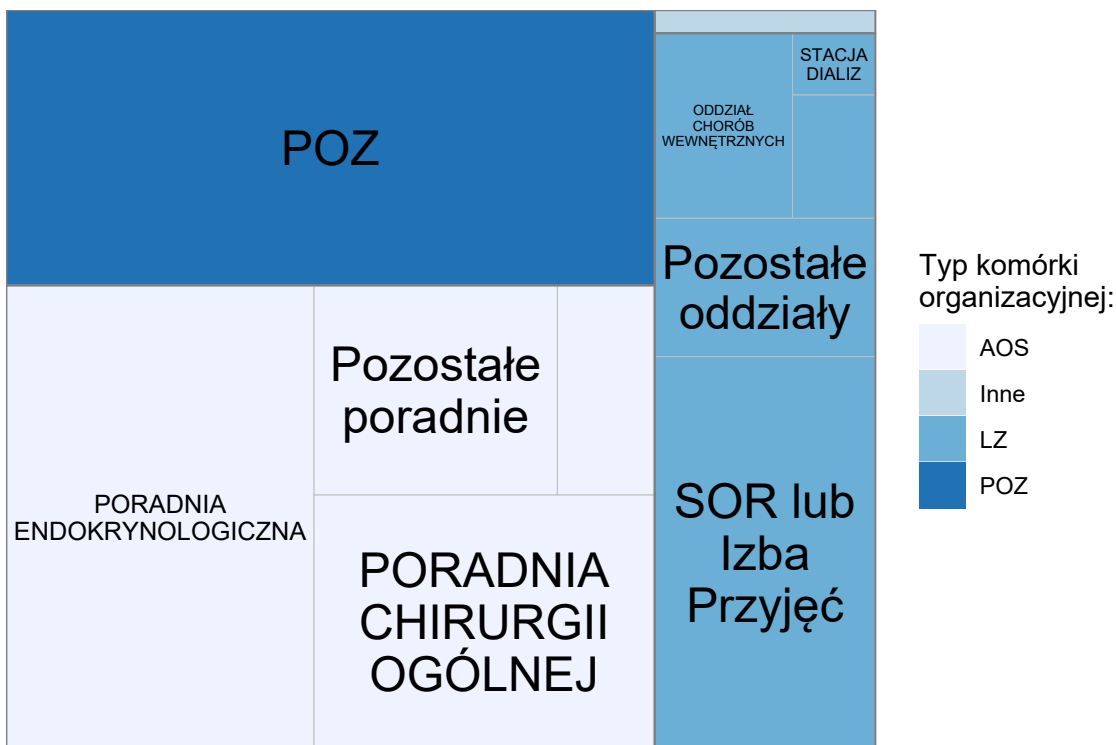 POZ
PORADNIA
ENDOKRYNOLOGICZNA
Pozostałe
poradnie
PORADNIA
CHIRURGII
OGÓLNEJ
ODDZIAŁ
CHORÓB
WEWNĘTRZNYCH
STACJA
DIALIZ
Pozostałe
oddziały
SOR lub
Izba
Przyjęć
Typ komórki
organizacyjnej:
AOS
Inne
LZ
POZ